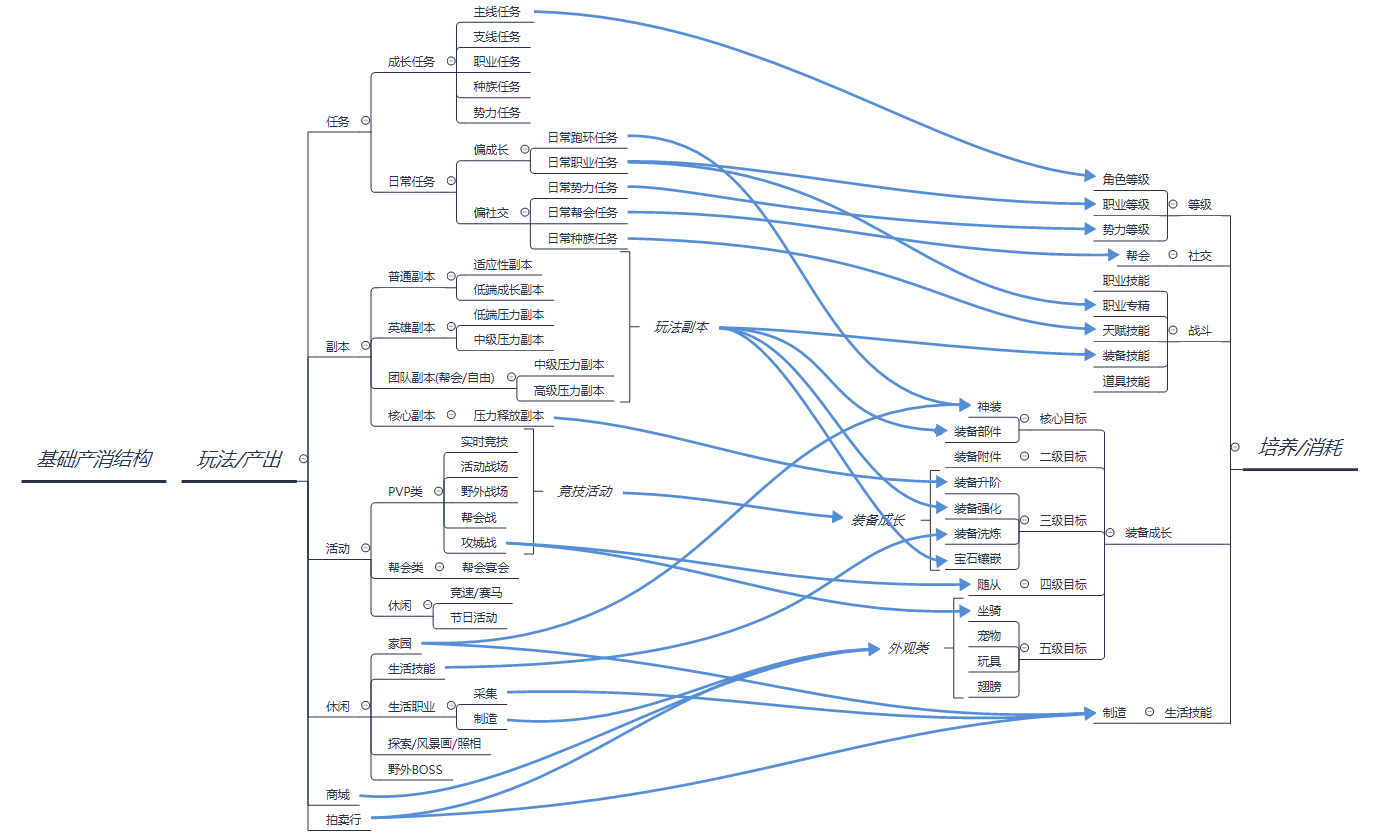 基础产消结构
玩法/产出
任务
成长任务
主线任务
支线任务
职业任务
种族任务
势力任务
日常任务
偏成长
日常跑环任务
日常职业任务
偏社交
日常势力任务
日常帮会任务
日常种族任务
副本
普通副本
适应性副本
低端成长副本
英雄副本
低端压力副本
中级压力副本
团队副本(帮会/自由)
中级压力副本
高级压力副本
核心副本
压力释放副本
玩法副本
活动
PVP类
实时竞技
活动战场
野外战场
帮会战
攻城战
竞技活动
帮会类
帮会宴会
休闲
竞速/赛马
节日活动
休闲
家园
生活技能
生活职业
采集
制造
探索/风景画/照相
野外BOSS
商城
拍卖行
培养/消耗
等级
角色等级
职业等级
势力等级
社交
帮会
战斗
职业技能
职业专精
天赋技能
装备技能
道具技能
装备成长
核心目标
神装
装备部件
二级目标
装备附件
三级目标
装备升阶
装备强化
装备洗炼
宝石镶嵌
装备成长
四级目标
随从
五级目标
坐骑
宠物
玩具
翅膀
外观类
生活技能
制造